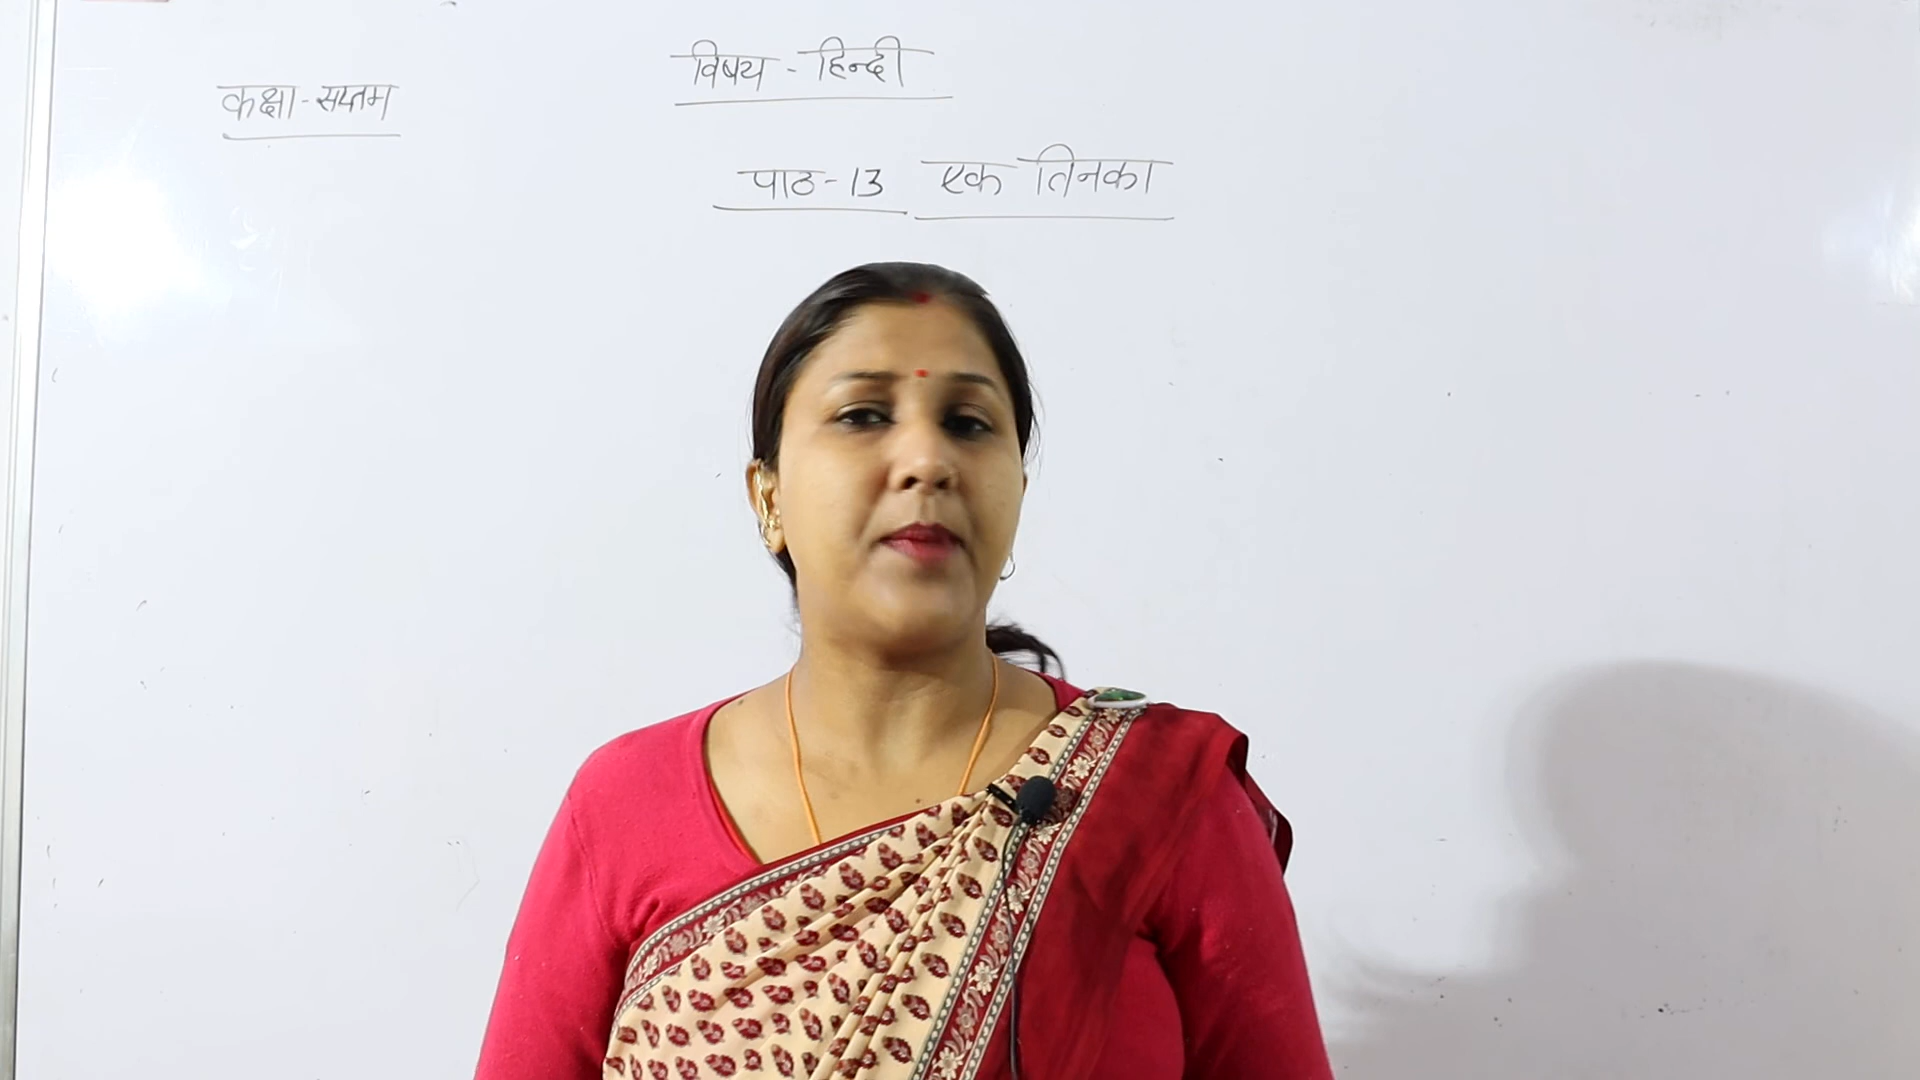 विषय - हिन्दी
कक्षा - सप्तम
पाठ - 13 एक तिनका